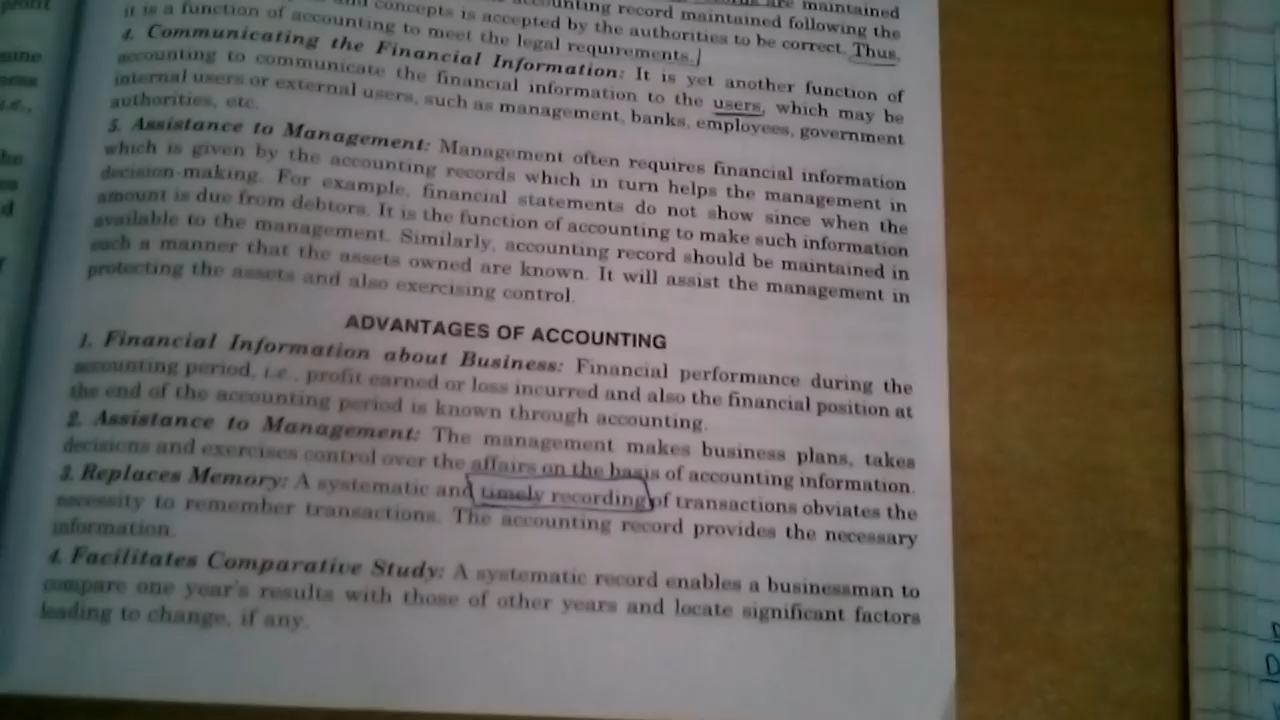 are maintained
unting record maintained following the
and concepts is accepted by the authorities to be correct. Thus,
it is a function of accounting to meet the legal requirements.
4. Communicating the Financial Information: It is yet another function of
accounting to communicate the financial information to the users, which may be
internal users or external users, such as management, banks, employees, government
authorities, etc.
5. Assistance to Management: Management often requires financial information
which is given by the accounting records which in turn helps the management in
decision-making. For example, financial statements do not show since when the
amount is due from debtors. It is the function of accounting to make such information
available to the management. Similarly, accounting record should be maintained in
such a manner that the assets owned are known. It will assist the management in
protecting the assets and also exercising control.
ADVANTAGES OF ACCOUNTING
1. Financial Information about Business: Financial performance during the
accounting period, i.e., profit earned or loss incurred and also the financial position at
the end of the accounting period is known through accounting.
2. Assistance to Management: The management makes business plans, takes
decisions and exercises control over the affairs on the basis of accounting information.
3. Replaces Memory: A systematic and timely recording of transactions obviates the
necessity to remember transactions. The accounting record provides the necessary
information.
4. Facilitates Comparative Study: A systematic record enables a businessman to
compare one year's results with those of other years and locate significant factors
leading to change, if any.